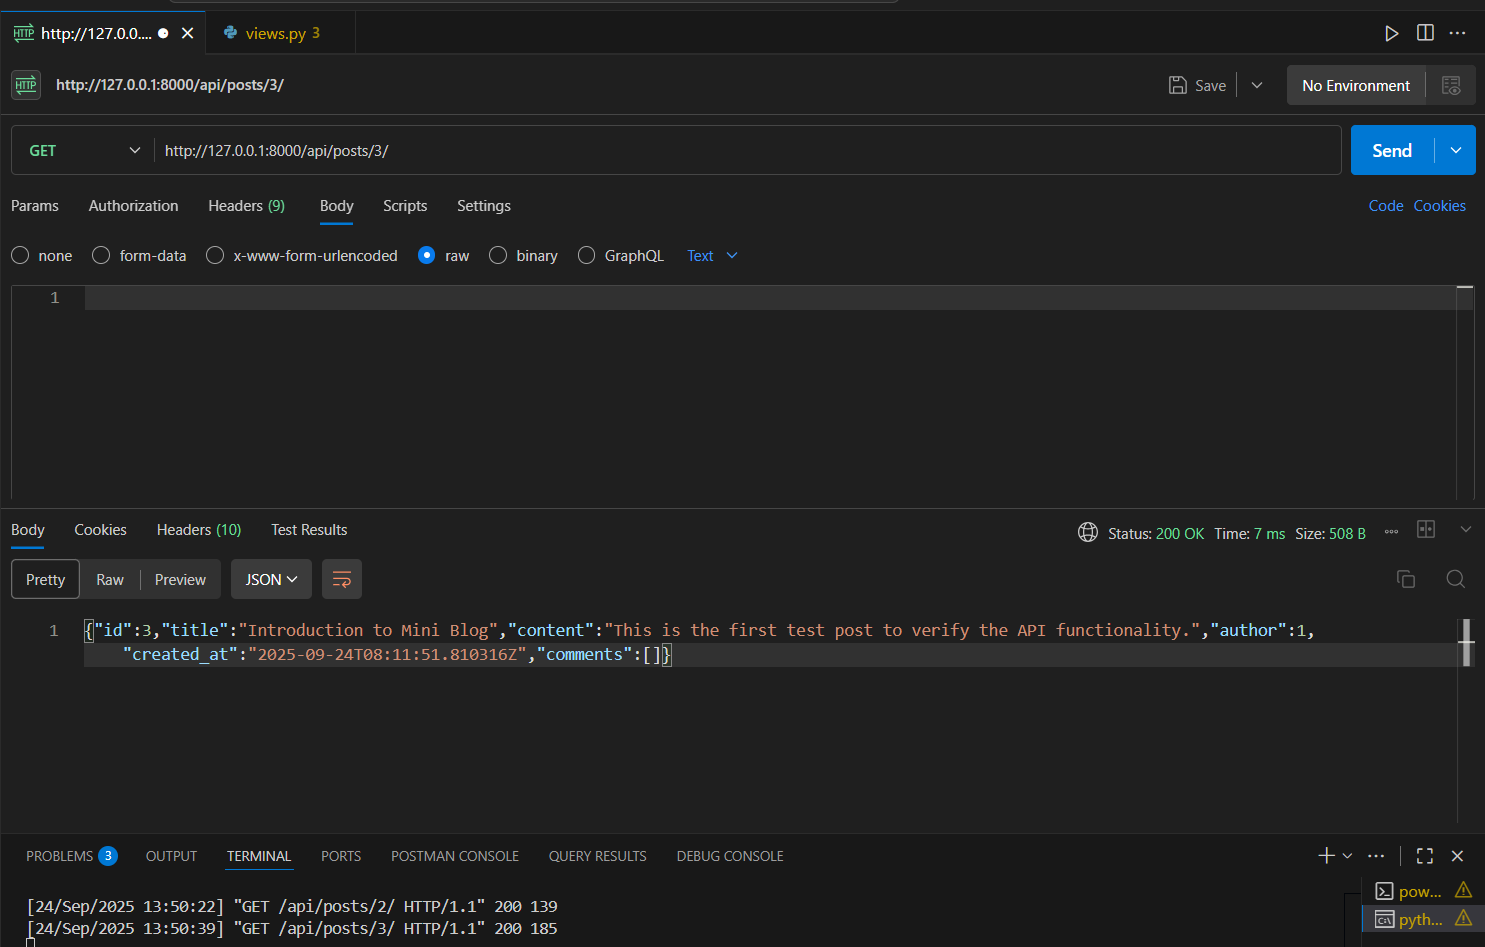 HTTP http://127.0.0.... views.py 3
HTTP http://127.0.0.1:8000/api/posts/3/ Save No Environment
GET http://127.0.0.1:8000/api/posts/3/ Send
Params Authorization Headers (9) Body Scripts Settings Code Cookies
none form-data x-www-form-urlencoded raw binary GraphQL Text
1
Body Cookies Headers (10) Test Results Status: 200 OK Time: 7 ms Size: 508 B
Pretty Raw Preview JSON
1 {"id":3,"title":"Introduction to Mini Blog","content":"This is the first test post to verify the API functionality.","author":1,
"created_at":"2025-09-24T08:11:51.810316Z","comments":[]}
PROBLEMS 3 OUTPUT TERMINAL PORTS POSTMAN CONSOLE QUERY RESULTS DEBUG CONSOLE
pow...
[24/Sep/2025 13:50:22] "GET /api/posts/2/ HTTP/1.1" 200 139
pyth...
[24/Sep/2025 13:50:39] "GET /api/posts/3/ HTTP/1.1" 200 185